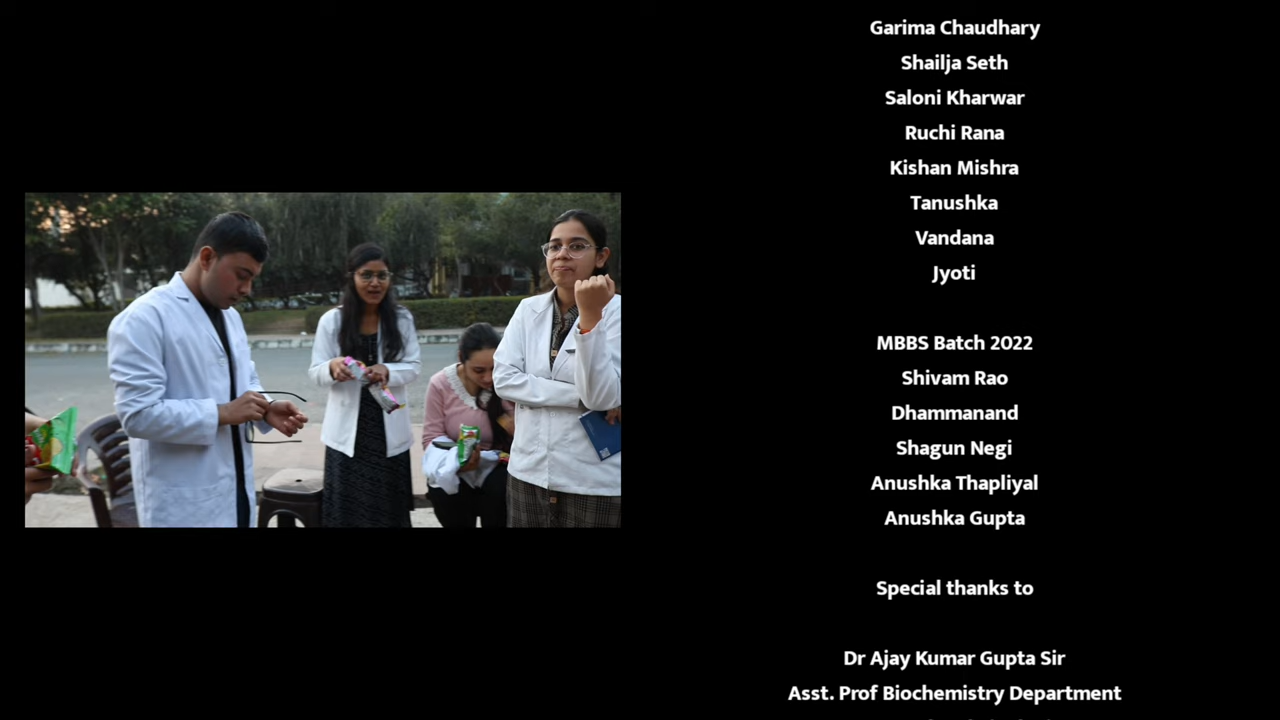 Garima Chaudhary
Shailja Seth
Saloni Kharwar
Ruchi Rana
Kishan Mishra
Tanushka
Vandana
Jyoti
MBBS Batch 2022
Shivam Rao
Dhammanand
Shagun Negi
Anushka Thapliyal
Anushka Gupta
Special thanks to
Dr Ajay Kumar Gupta Sir
Asst. Prof Biochemistry Department